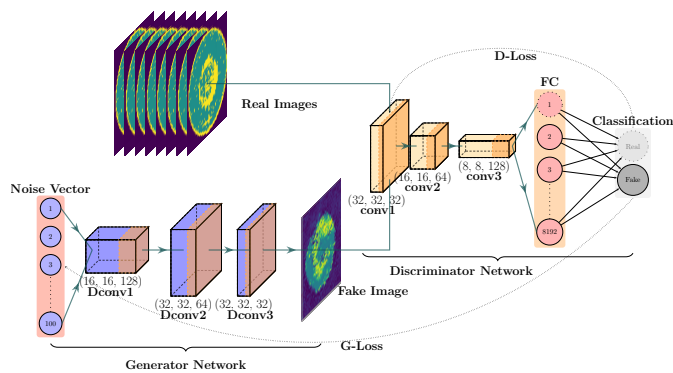 D-Loss
Real Images
FC
Classification
1
2
3
8192
Real
Fake
(32, 32, 32)
conv1
(16, 16, 64)
conv2
(8, 8, 128)
conv3
Discriminator Network
Noise Vector
1
2
3
100
(16, 16, 128)
Dconv1
(32, 32, 64)
Dconv2
(32, 32, 32)
Dconv3
Fake Image
G-Loss
Generator Network